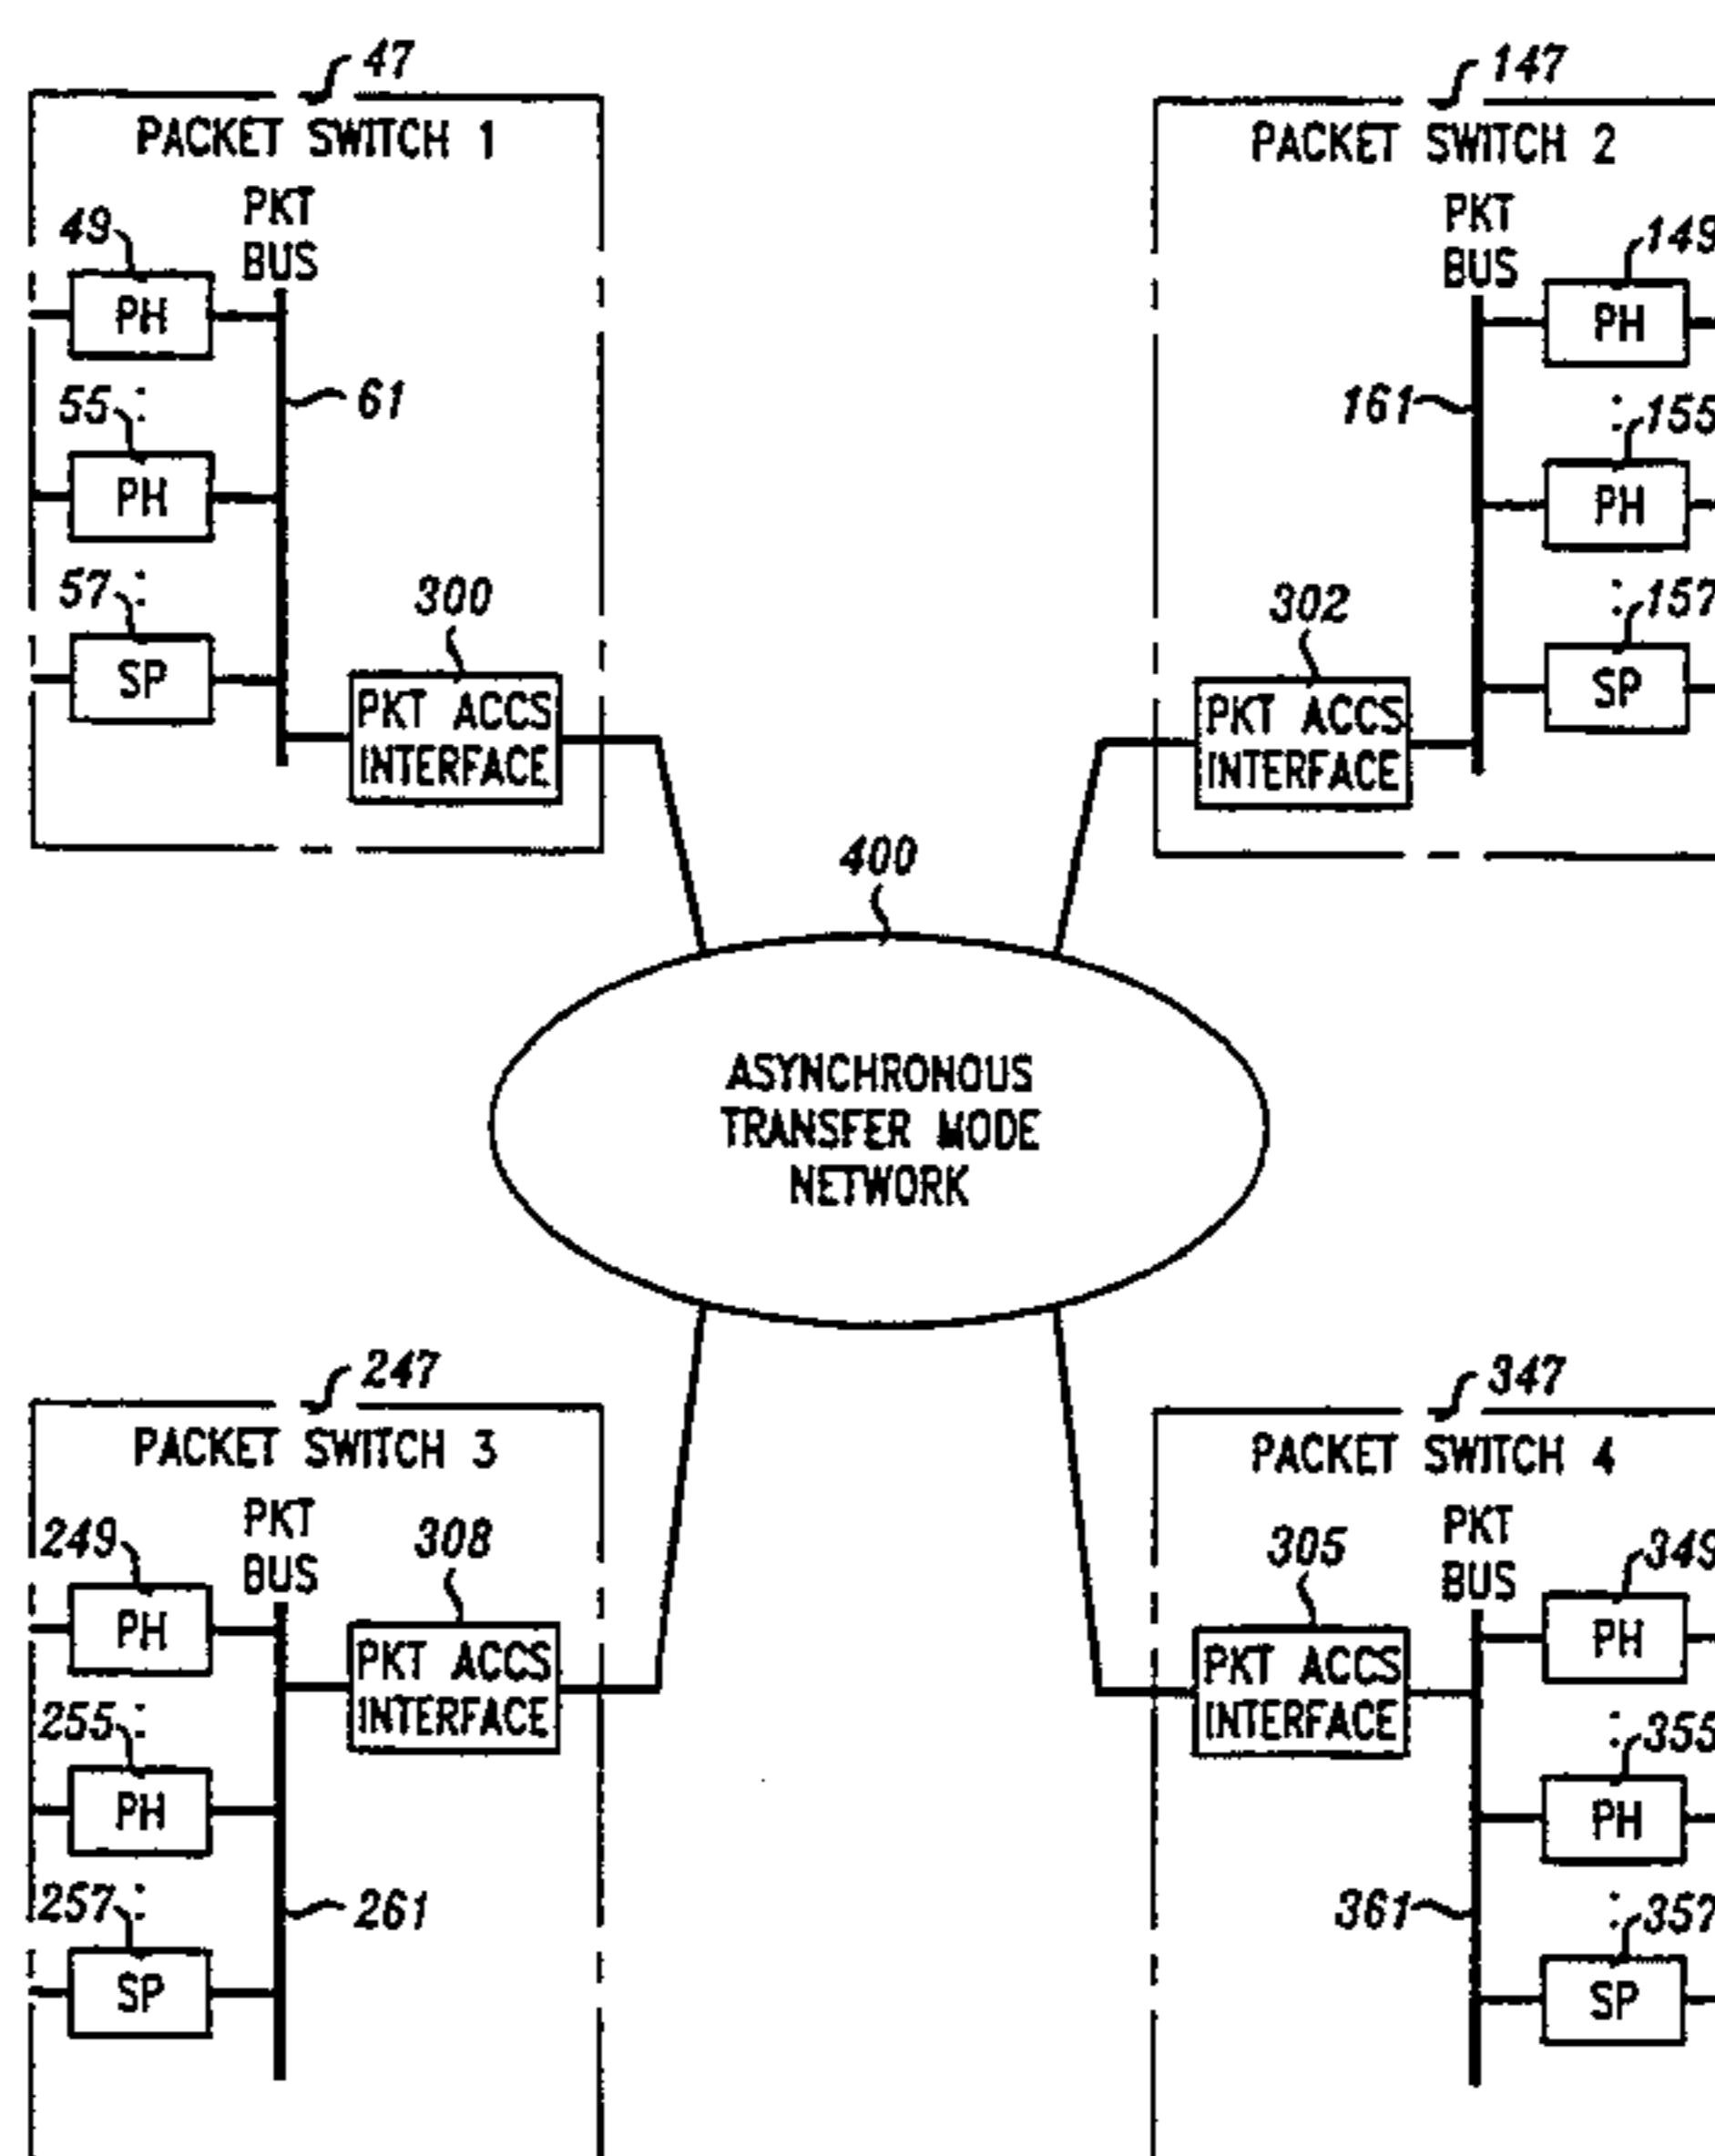 47
PACKET SWITCH 1
PKT
BUS
49
PH
61
55
PH
57
SP
300
PKT ACCS
INTERFACE
147
PACKET SWITCH 2
PKT
BUS
149
PH
161
155
PH
157
SP
302
PKT ACCS
INTERFACE
400
ASYNCHRONOUS
TRANSFER MODE
NETWORK
247
PACKET SWITCH 3
PKT
BUS
249
PH
308
PKT ACCS
INTERFACE
255
PH
257
SP
261
347
PACKET SWITCH 4
PKT
BUS
349
PH
305
PKT ACCS
INTERFACE
355
PH
361
357
SP